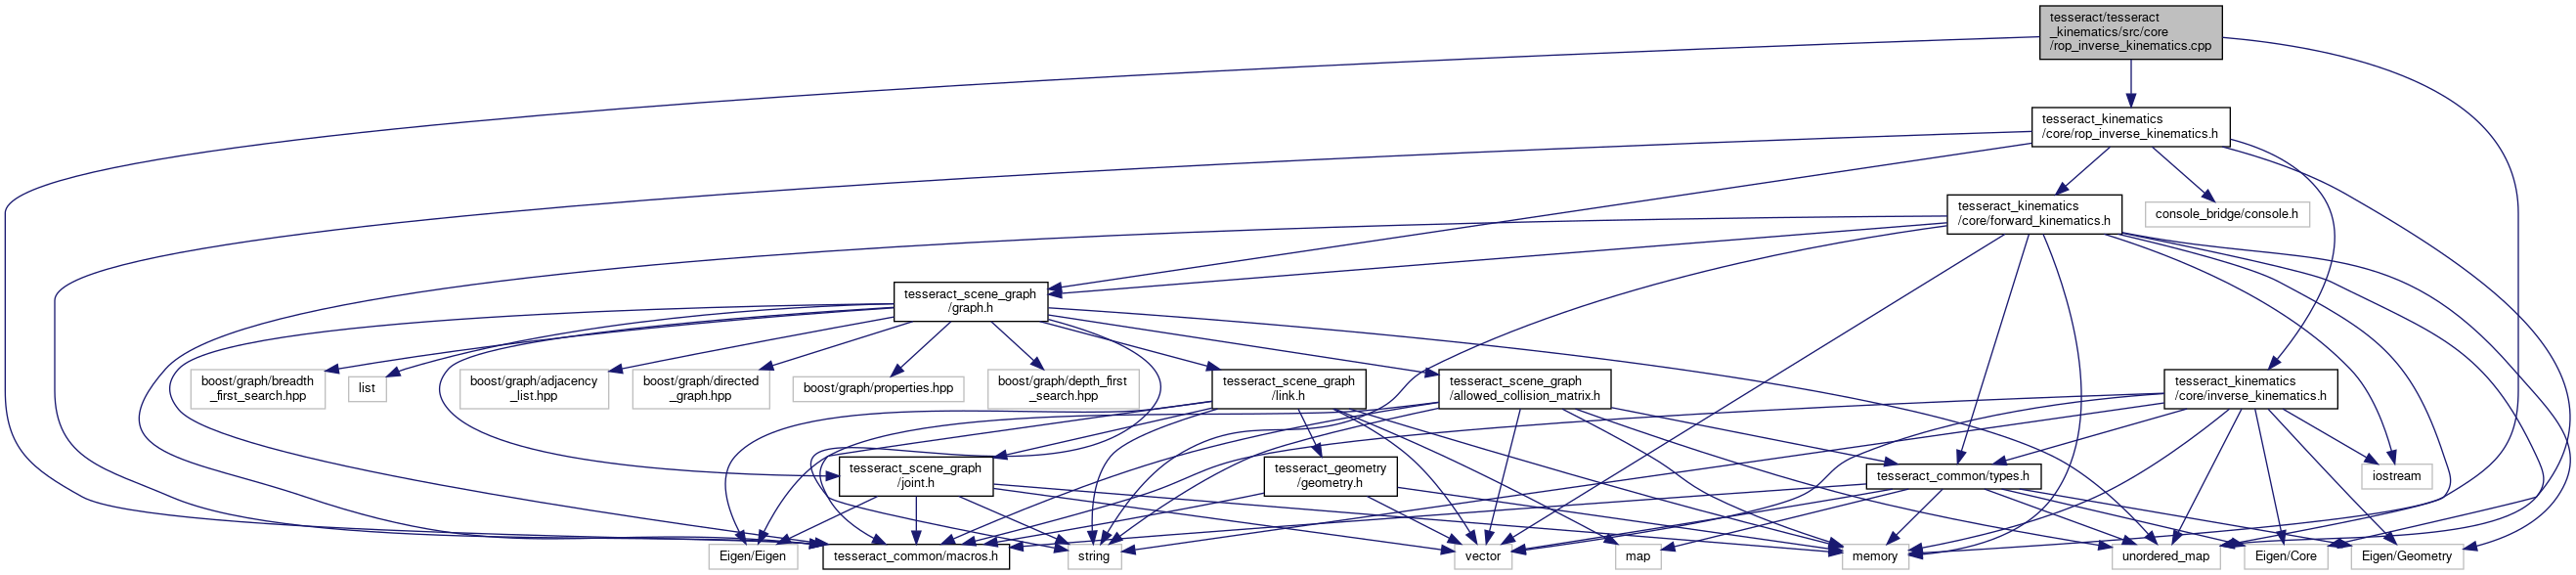 tesseract/tesseract
_kinematics/src/core
/rop_inverse_kinematics.cpp
tesseract_kinematics
/core/rop_inverse_kinematics.h
tesseract_kinematics
/core/forward_kinematics.h
console_bridge/console.h
tesseract_scene_graph
/graph.h
boost/graph/breadth
_first_search.hpp
list
boost/graph/adjacency
_list.hpp
boost/graph/directed
_graph.hpp
boost/graph/properties.hpp
boost/graph/depth_first
_search.hpp
tesseract_scene_graph
/link.h
tesseract_scene_graph
/allowed_collision_matrix.h
tesseract_kinematics
/core/inverse_kinematics.h
tesseract_scene_graph
/joint.h
tesseract_geometry
/geometry.h
tesseract_common/types.h
iostream
Eigen/Eigen
tesseract_common/macros.h
string
vector
map
memory
unordered_map
Eigen/Core
Eigen/Geometry